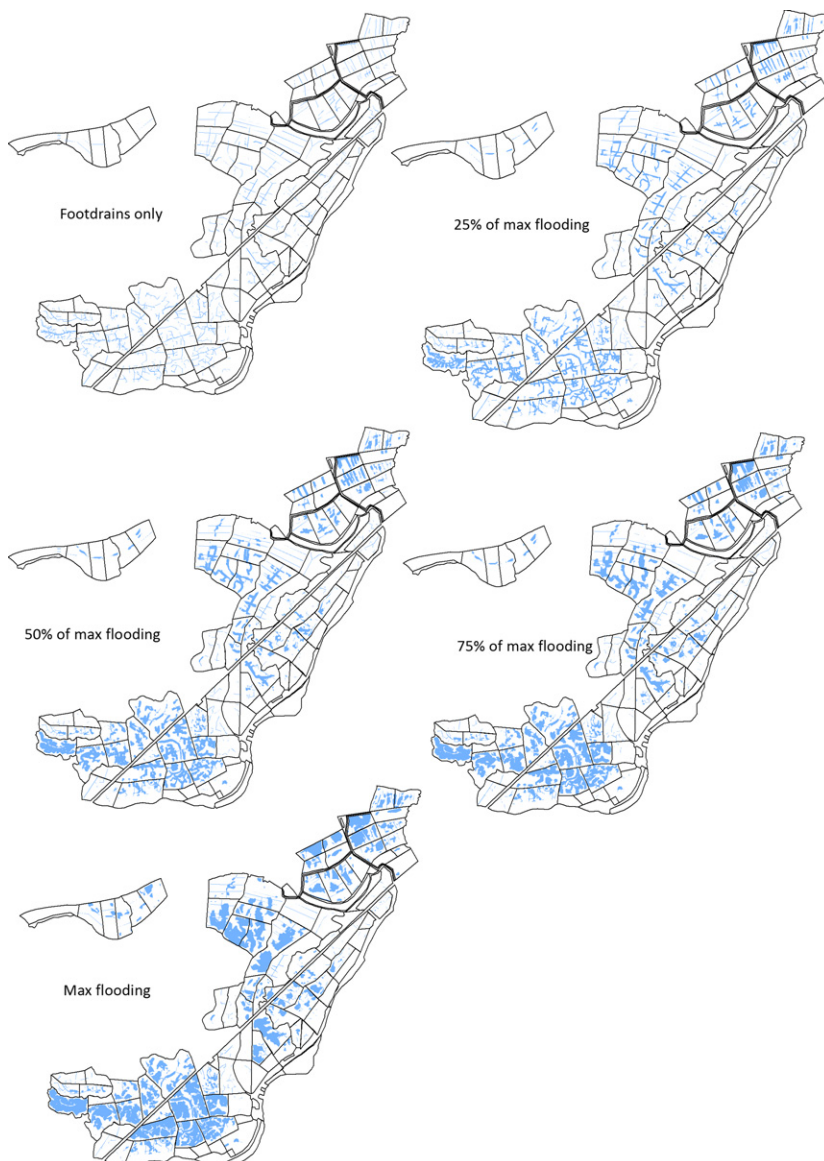 Footdrains only
25% of max flooding
50% of max flooding
75% of max flooding
Max flooding